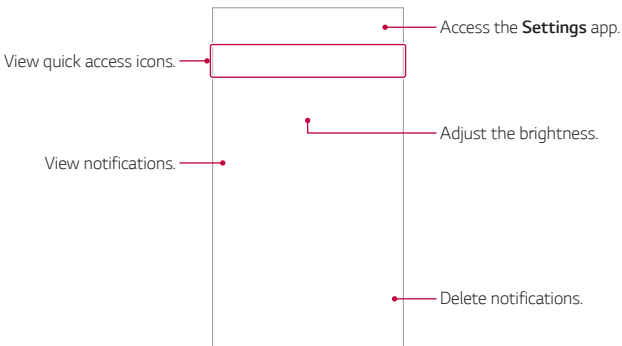 Access the Settings app.
View quick access icons.
Adjust the brightness.
View notifications.
Delete notifications.